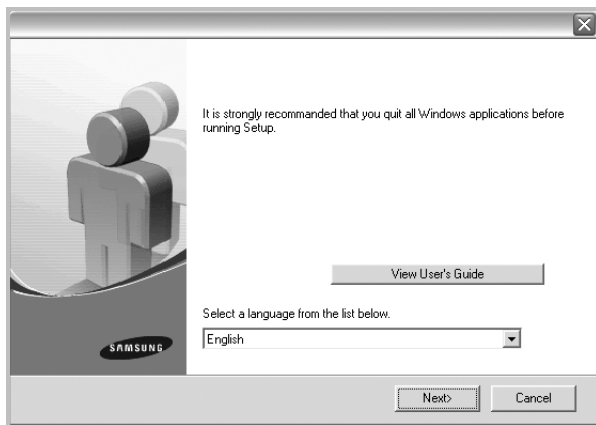 It is strongly recommanded that you quit all Windows applications before
running Setup.
View User's Guide
Select a language from the list below.
English
SAMSUNG
Next>
Cancel